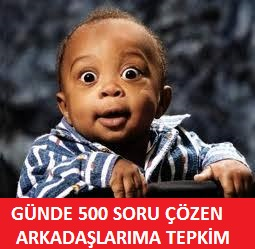 GÜNDE 500 SORU ÇÖZEN
ARKADAŞLARIMA TEPKİM